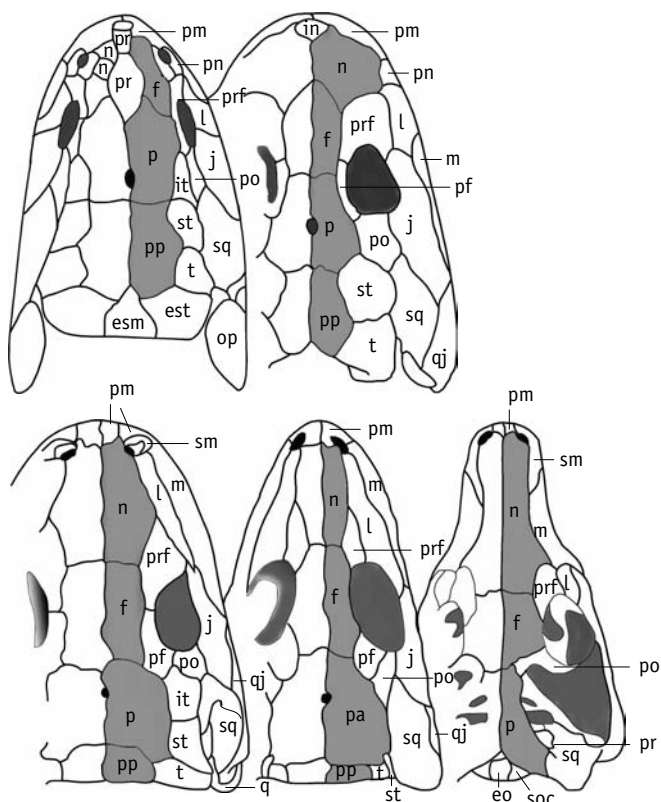 pr pm in pm
n pn n pn
n
pr f prf prf l
l
p j f m
po pf
it p j
st po
pp sq st
t pp sq
est t qj
esm op
pm pm pm
sm sm
m m
l n
n l n m
prf prf prf l
f f f
j j po
pf po pf po
it qj
p sq pa qj p pr
st sq sq
pp t pp t
q st eo soc